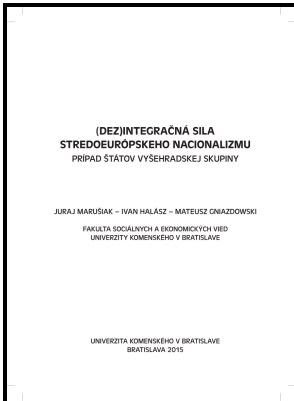 (DEZ)INTEGRAČNÁ SILA
STREDOEURÓPSKEHO NACIONALIZMU
PRÍPAD ŠTÁTOV VYŠEHRADSKEJ SKUPINY
JURAJ MARUŠIAK – IVAN HALÁSZ – MATEUSZ GNIAZDOWSKI
FAKULTA SOCIÁLNYCH A EKONOMICKÝCH VIED
UNIVERZITY KOMENSKÉHO V BRATISLAVE
UNIVERZITA KOMENSKÉHO V BRATISLAVE
BRATISLAVA 2015